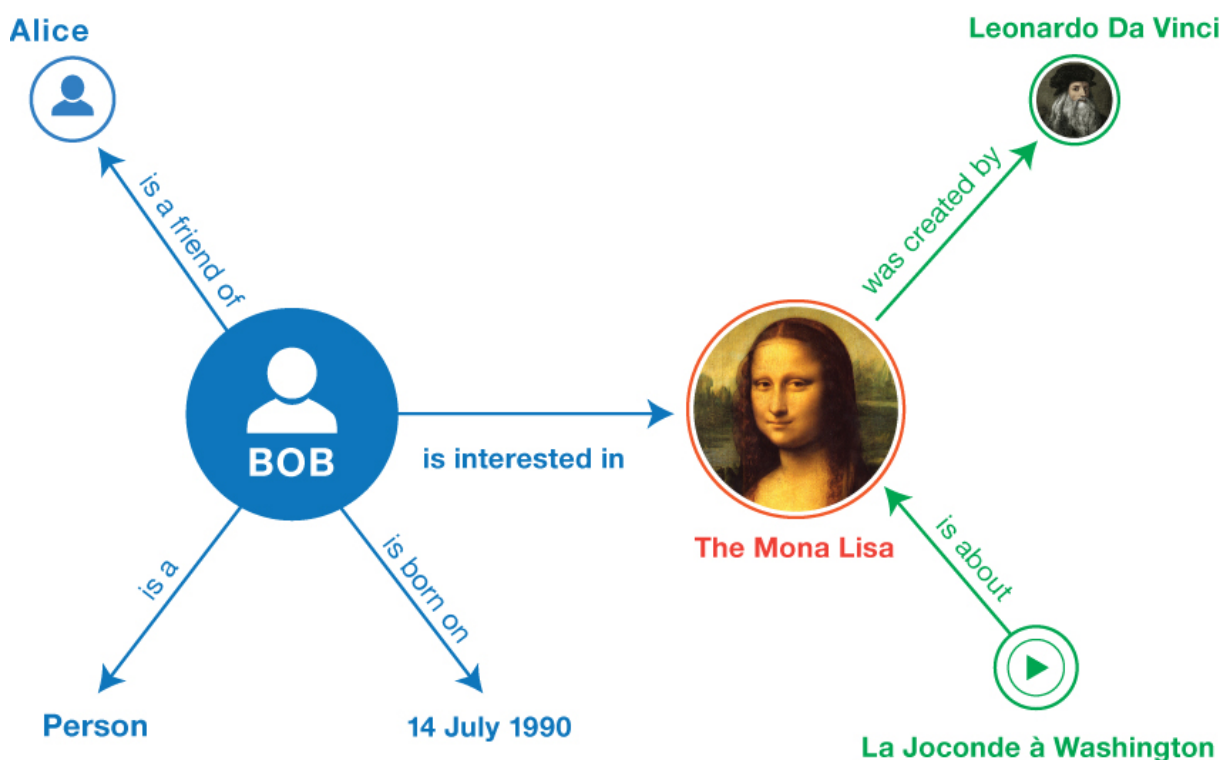 Alice
Leonardo Da Vinci
is a friend of
was created by
BOB
is interested in
The Mona Lisa
is a
is born on
is about
Person
14 July 1990
La Joconde à Washington